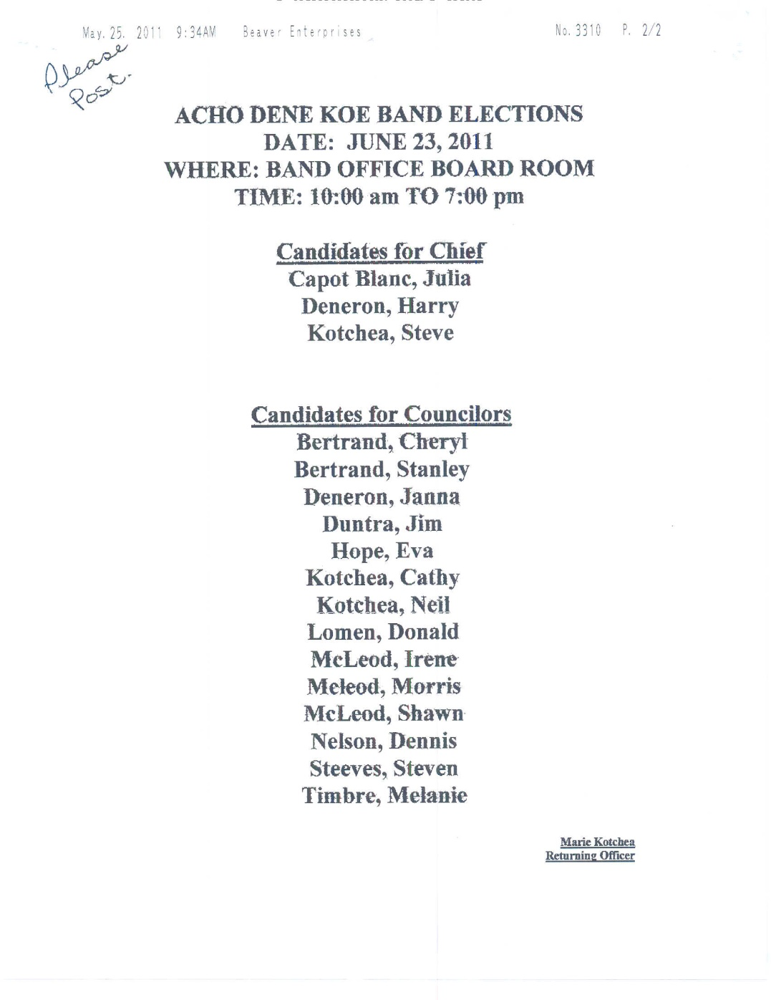 May. 25. 2011 9:34AM Beaver Enterprises No. 3310 P. 2/2
Please
Post.
ACHO DENE KOE BAND ELECTIONS
DATE: JUNE 23, 2011
WHERE: BAND OFFICE BOARD ROOM
TIME: 10:00 am TO 7:00 pm
Candidates for Chief
Capot Blanc, Julia
Deneron, Harry
Kotchea, Steve
Candidates for Councilors
Bertrand, Cheryl
Bertrand, Stanley
Deneron, Janna
Duntra, Jim
Hope, Eva
Kotchea, Cathy
Kotchea, Neil
Lomen, Donald
McLeod, Irene
Mcleod, Morris
McLeod, Shawn
Nelson, Dennis
Steeves, Steven
Timbre, Melanie
Marie Kotchea
Returning Officer